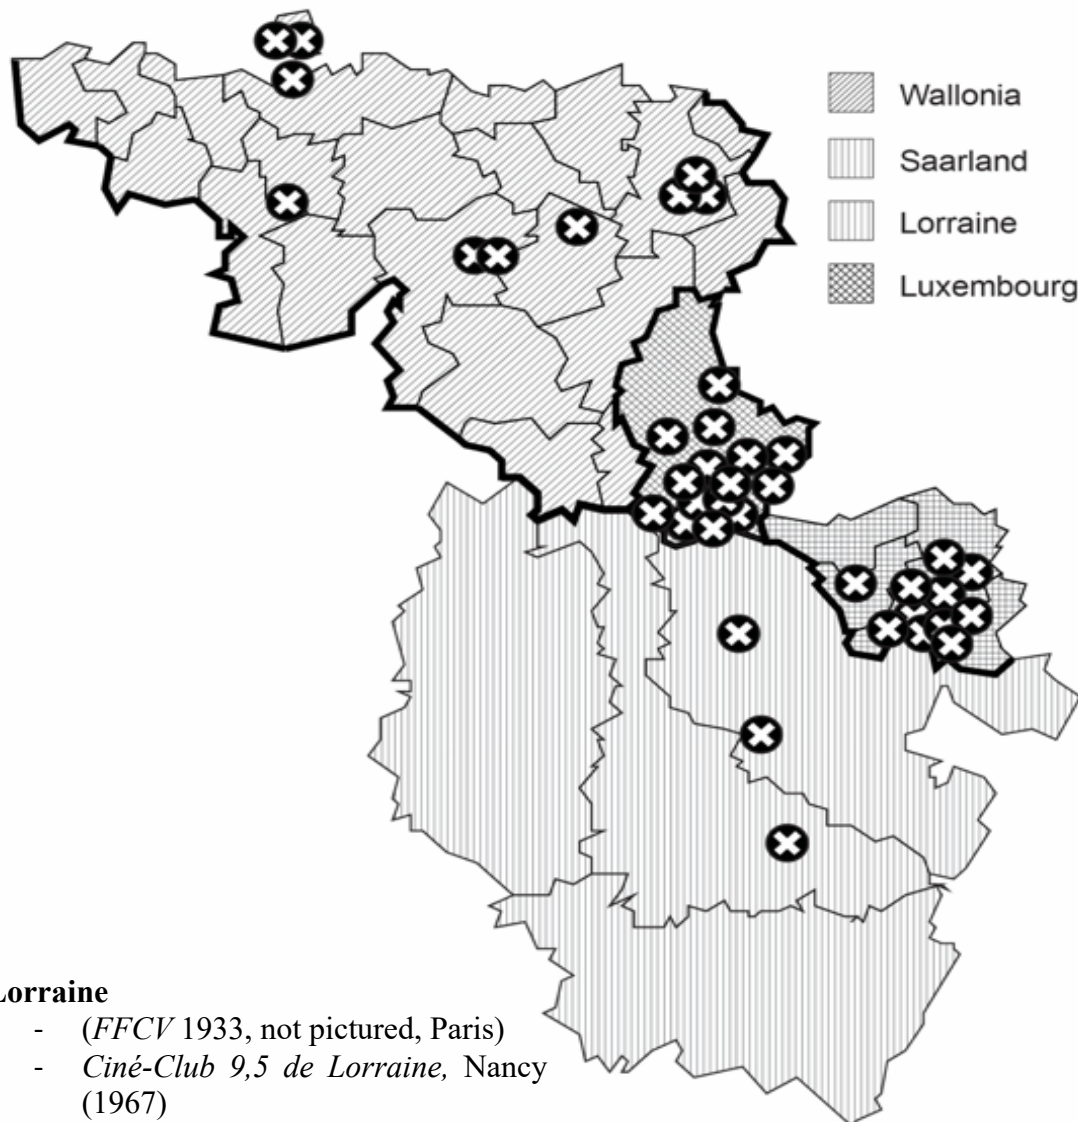 Wallonia
Saarland
Lorraine
Luxembourg
Lorraine
- (FFCV 1933, not pictured, Paris)
- Ciné-Club 9,5 de Lorraine, Nancy
(1967)